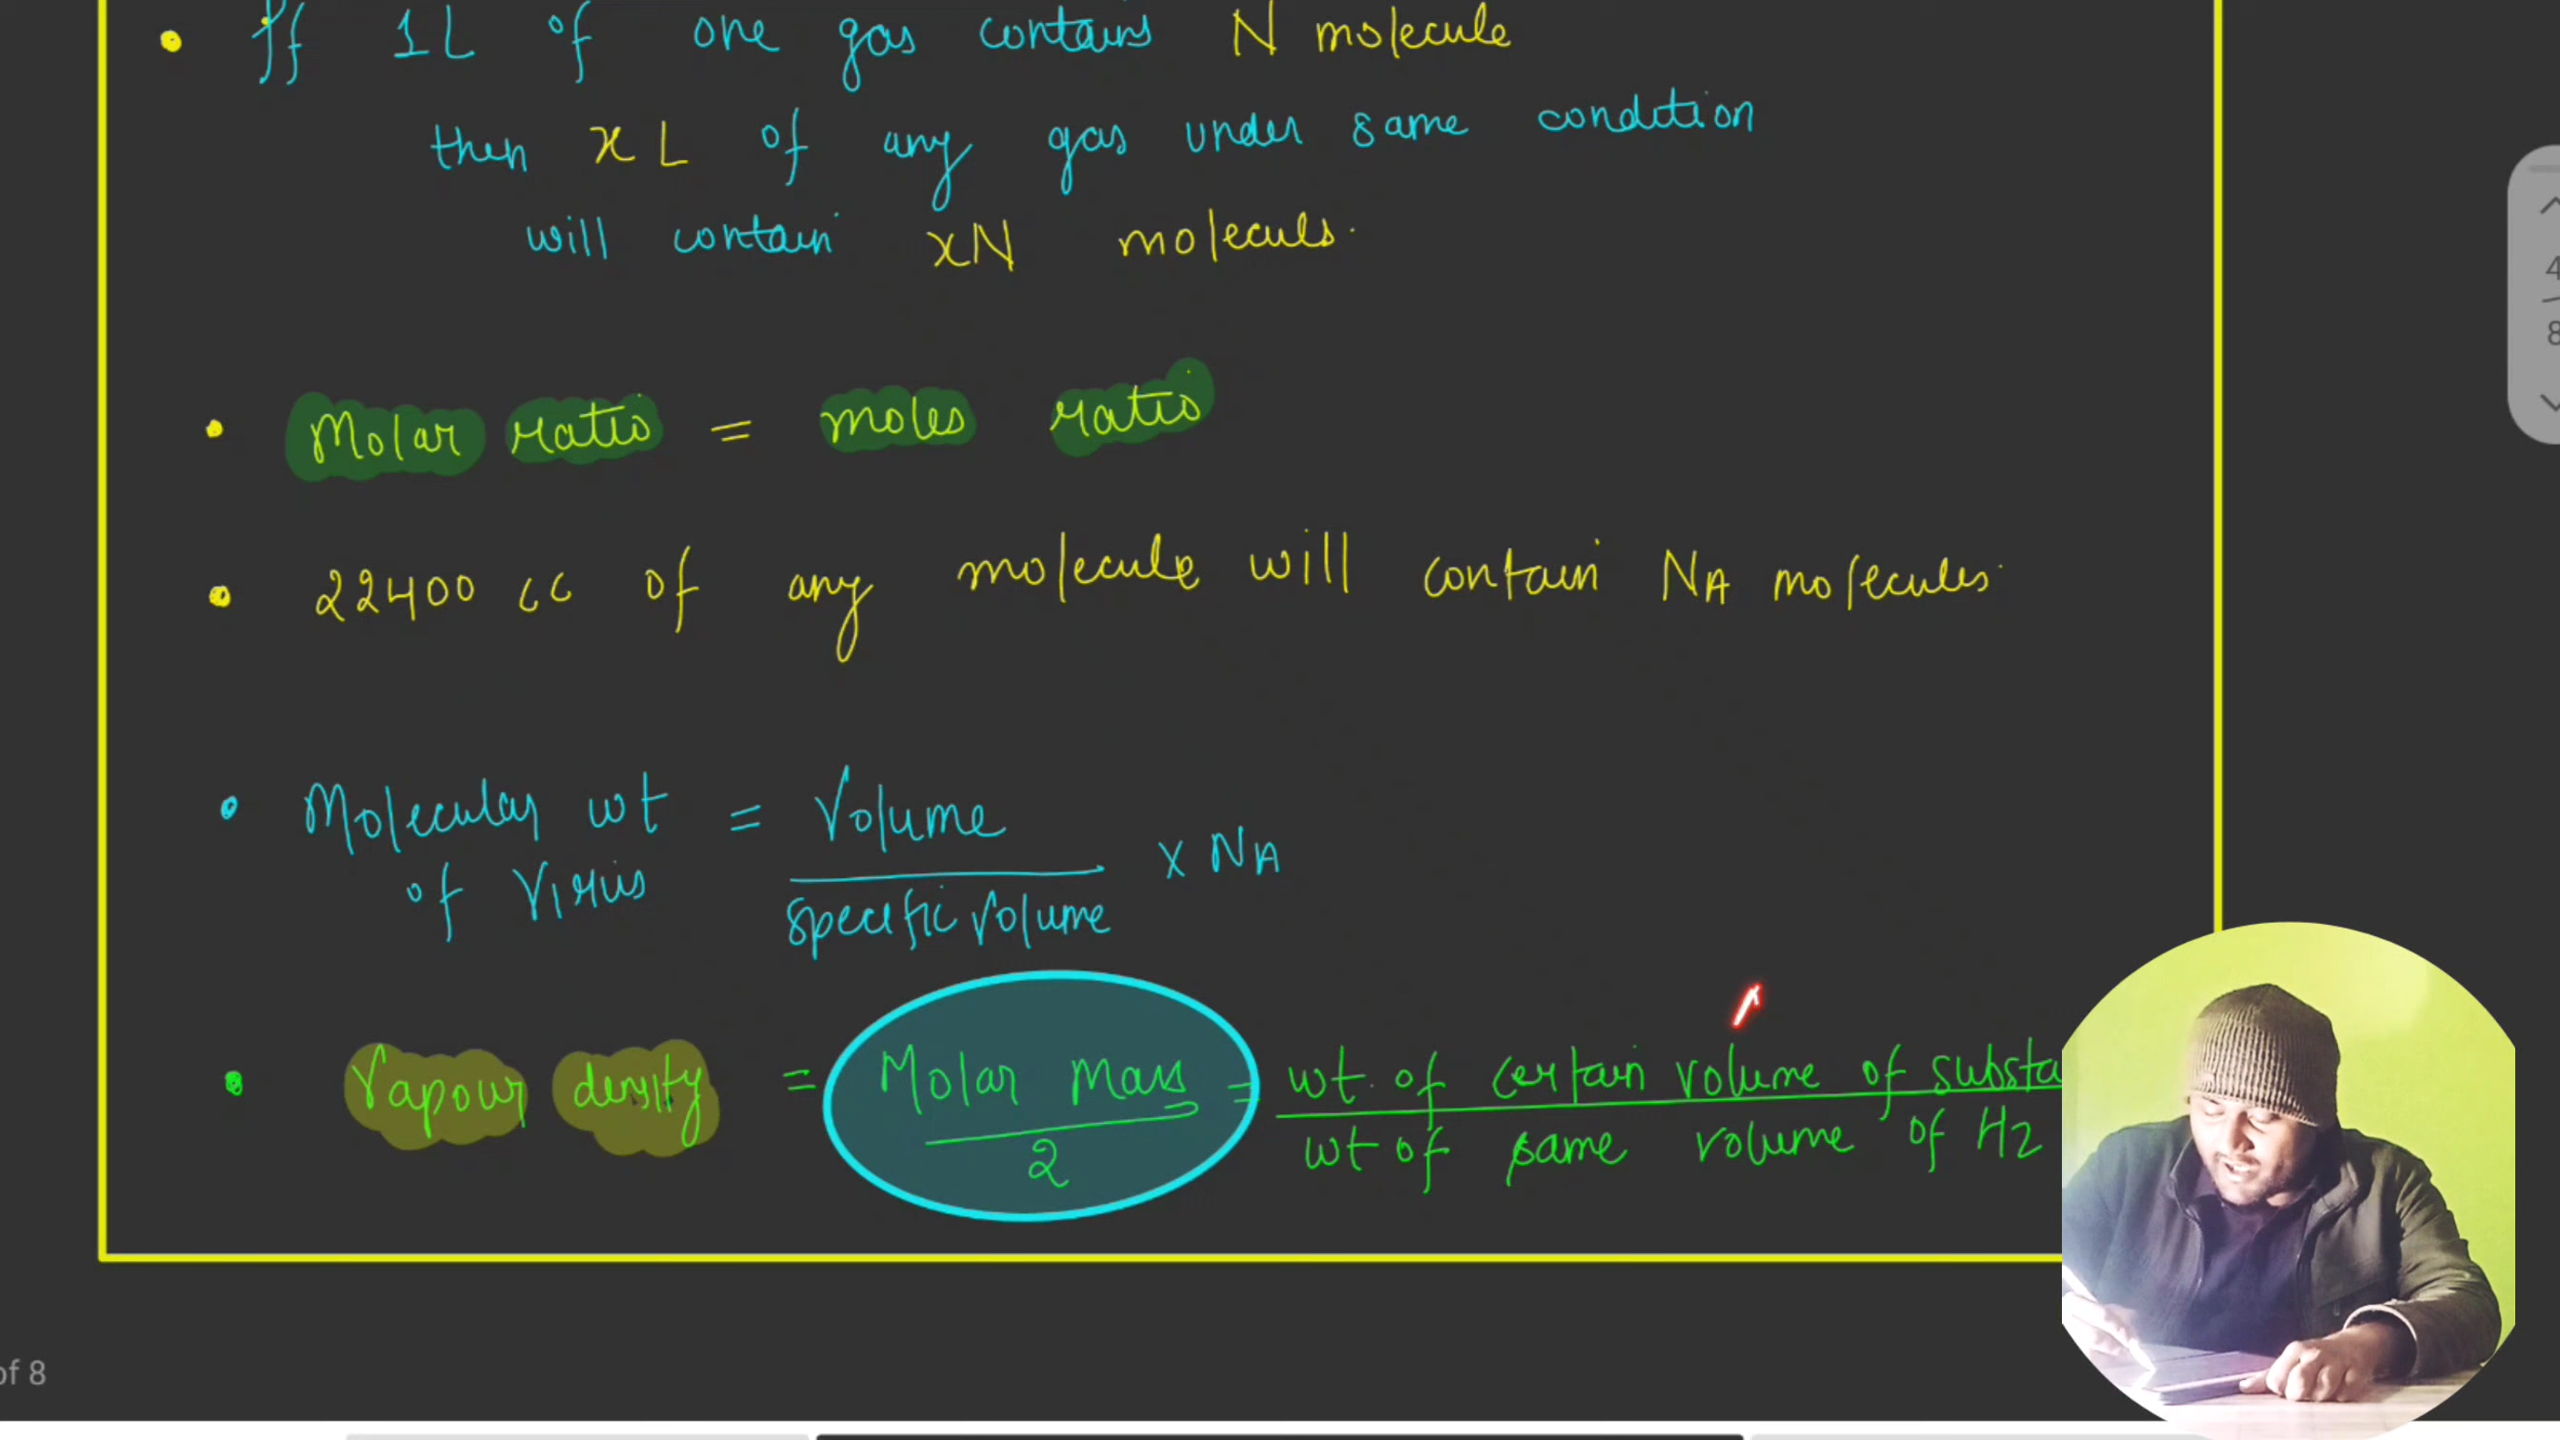 If 1L of one gas contains N molecule
then x L of any gas under same condition
will contain xN moleculs.
Molar ratio = moles ratio
22400 cc of any molecule will contain NA molecules.
Molecular wt = Volume
of Virus
specific volume
x NA
Vapour density = Molar Mass = wt. of certain volume of substa
2
wt of same volume of H2
4
8
of 8